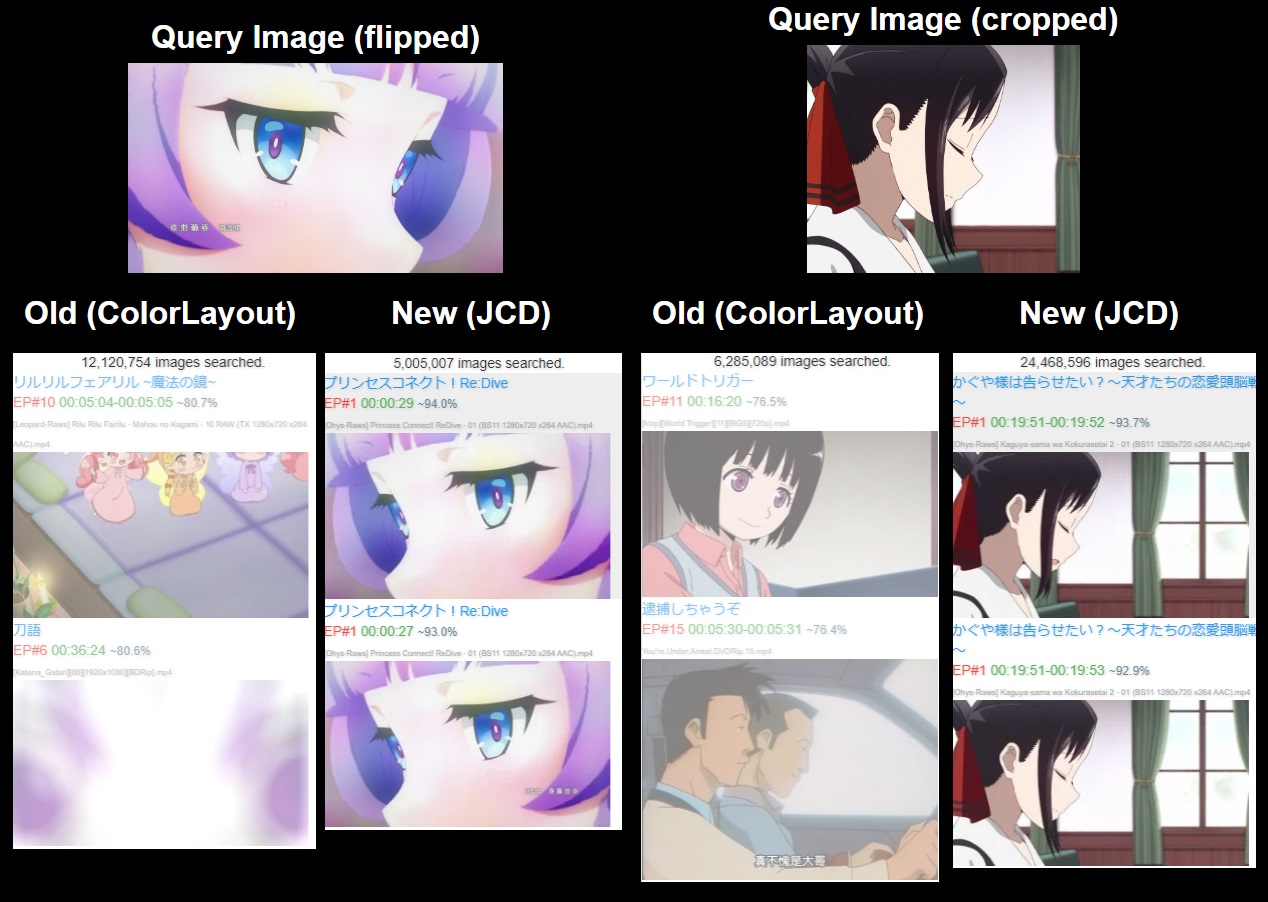 Query Image (flipped)
Query Image (cropped)
Old (ColorLayout)
New (JCD)
Old (ColorLayout)
New (JCD)
12,120,754 images searched.
リルリルフェアリル ~魔法の鏡~
EP#10 00:05:04-00:05:05 ~80.7%
[Leopard-Raws] Rilu Rilu Fairilu - Mahou no Kagami - 10 RAW (TX 1280x720 x264
AAC).mp4
刀語
EP#6 00:36:24 ~80.6%
[Katana_Gatari][06][1920x1080][BDRip].mp4
5,005,007 images searched.
プリンセスコネクト！Re:Dive
EP#1 00:00:29 ~94.0%
[Ohys-Raws] Princess Connect! ReDive - 01 (BS11 1280x720 x264 AAC).mp4
プリンセスコネクト！Re:Dive
EP#1 00:00:27 ~93.0%
[Ohys-Raws] Princess Connect! ReDive - 01 (BS11 1280x720 x264 AAC).mp4
6,285,089 images searched.
ワールドトリガー
EP#11 00:16:20 ~76.5%
[ktxp][World Trigger][11][BIG5][720p].mp4
逮捕しちゃうぞ
EP#15 00:05:30-00:05:31 ~76.4%
You're.Under.Arrest.DVDRip.15.mp4
真不愧是大哥
24,468,596 images searched.
かぐや様は告らせたい？～天才たちの恋愛頭脳戦
～
EP#1 00:19:51-00:19:52 ~93.7%
[Ohys-Raws] Kaguya-sama wa Kokurasetai 2 - 01 (BS11 1280x720 x264 AAC).mp4
かぐや様は告らせたい？～天才たちの恋愛頭脳戦
～
EP#1 00:19:51-00:19:53 ~92.9%
[Ohys-Raws] Kaguya-sama wa Kokurasetai 2 - 01 (BS11 1280x720 x264 AAC).mp4